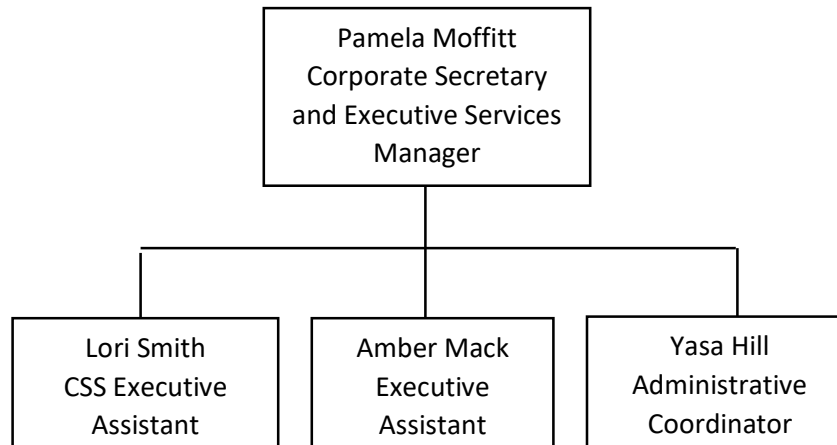 Pamela Moffitt
Corporate Secretary
and Executive Services
Manager
Lori Smith
CSS Executive
Assistant
Amber Mack
Executive
Assistant
Yasa Hill
Administrative
Coordinator